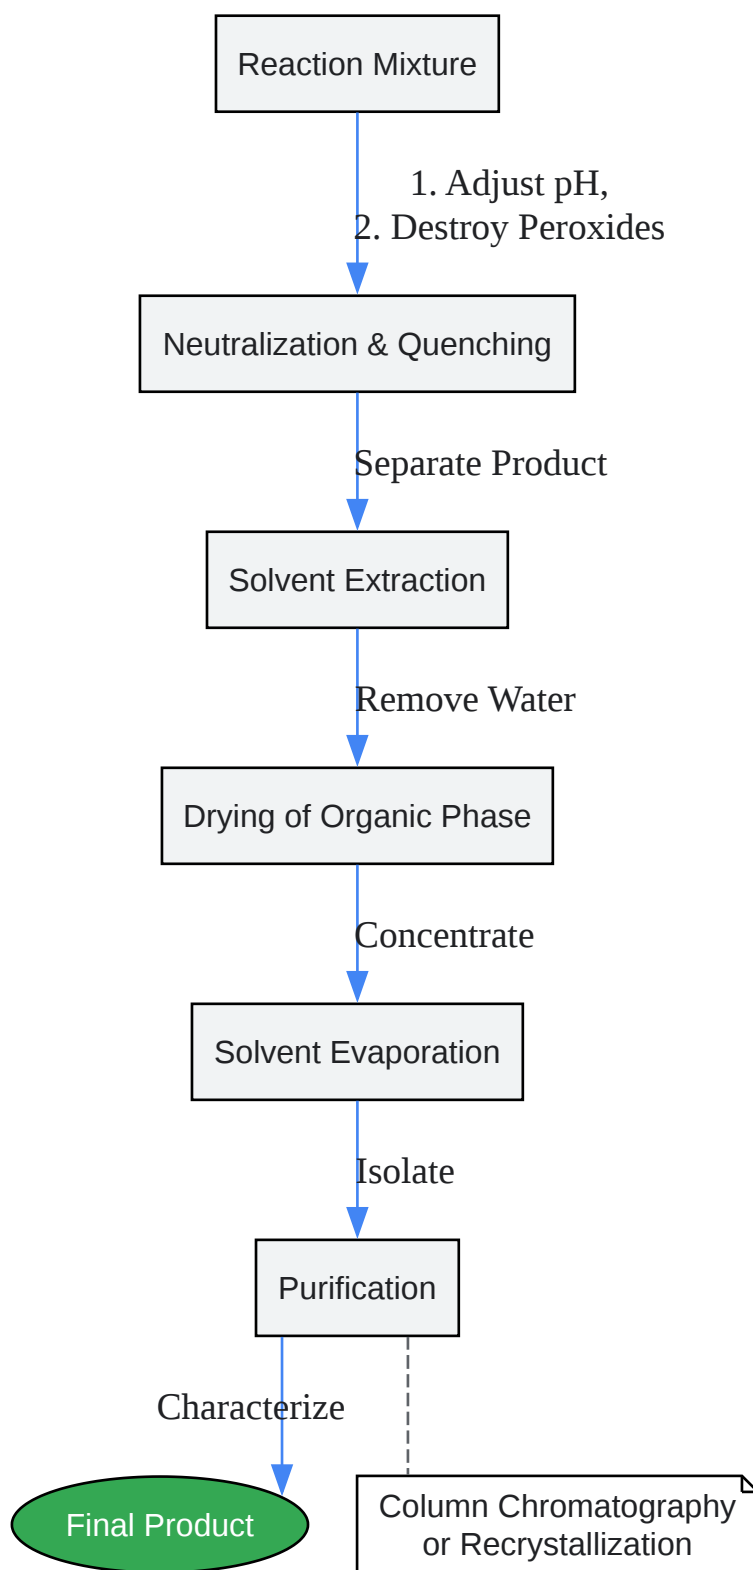 Reaction Mixture
1. Adjust pH,
2. Destroy Peroxides
Neutralization & Quenching
Separate Product
Solvent Extraction
Remove Water
Drying of Organic Phase
Concentrate
Solvent Evaporation
Isolate
Purification
Characterize
Final Product
Column Chromatography
or Recrystallization